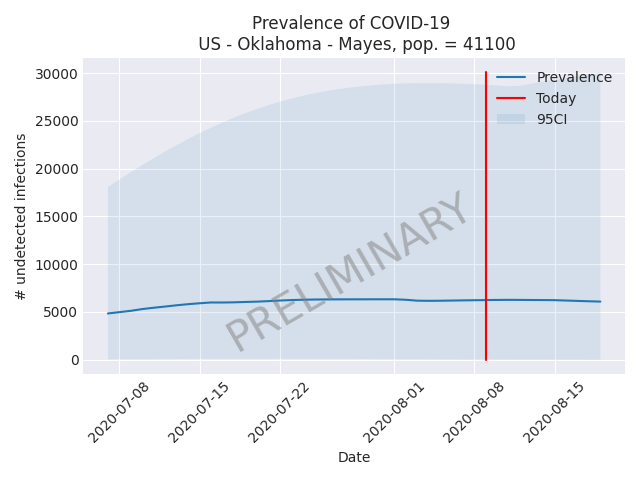 Prevalence of COVID-19
US - Oklahoma - Mayes, pop. = 41100
30000
25000
20000
15000
10000
5000
0
# undetected infections
Prevalence
Today
95CI
PRELIMINARY
2020-07-08
2020-07-15
2020-07-22
2020-08-01
2020-08-08
2020-08-15
Date